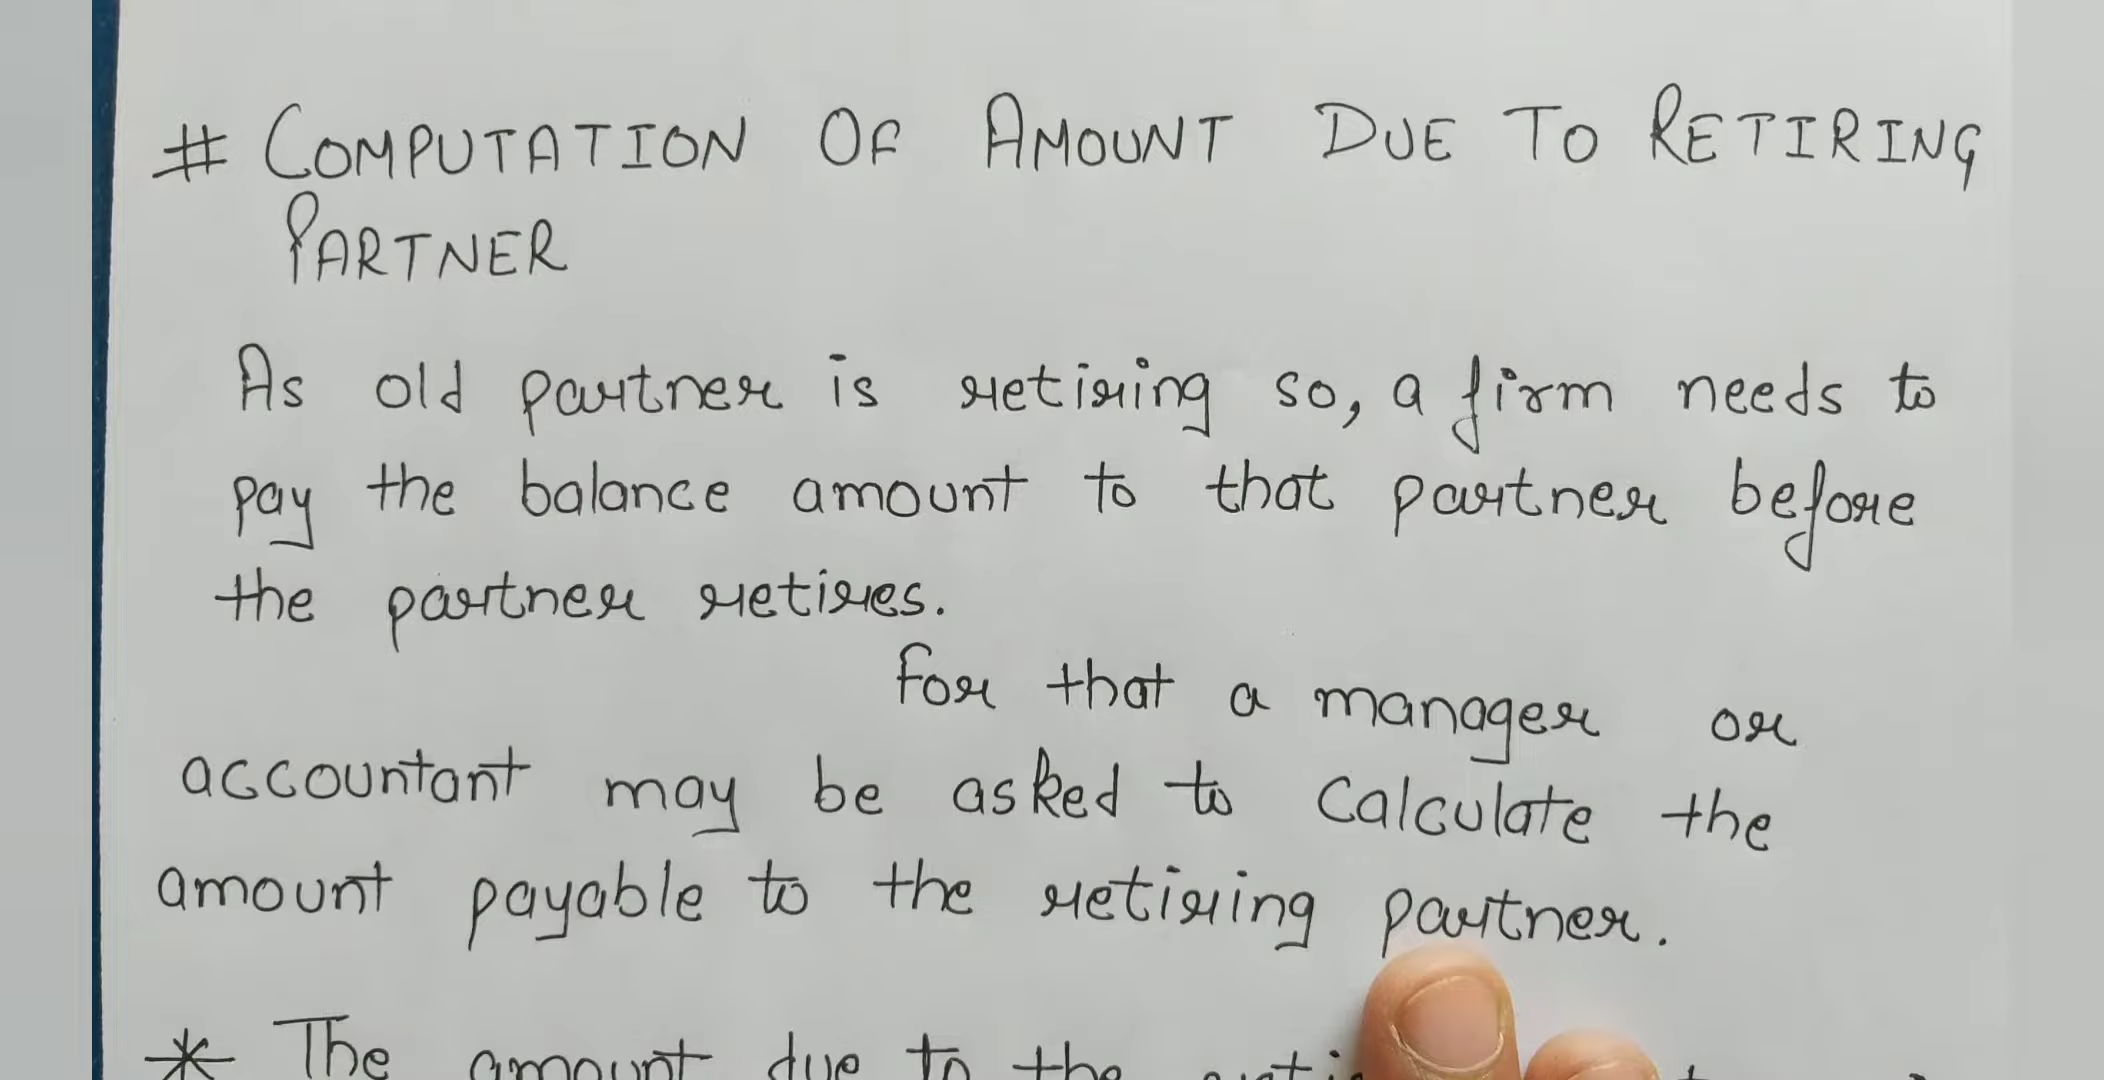 # COMPUTATION OF AMOUNT DUE TO RETIRING
PARTNER
As old partner is retiring so, a firm needs to
pay the balance amount to that partner before
the partner retires.
For that a manager or
accountant may be asked to calculate the
amount payable to the retiring partner.
* The amount due to the